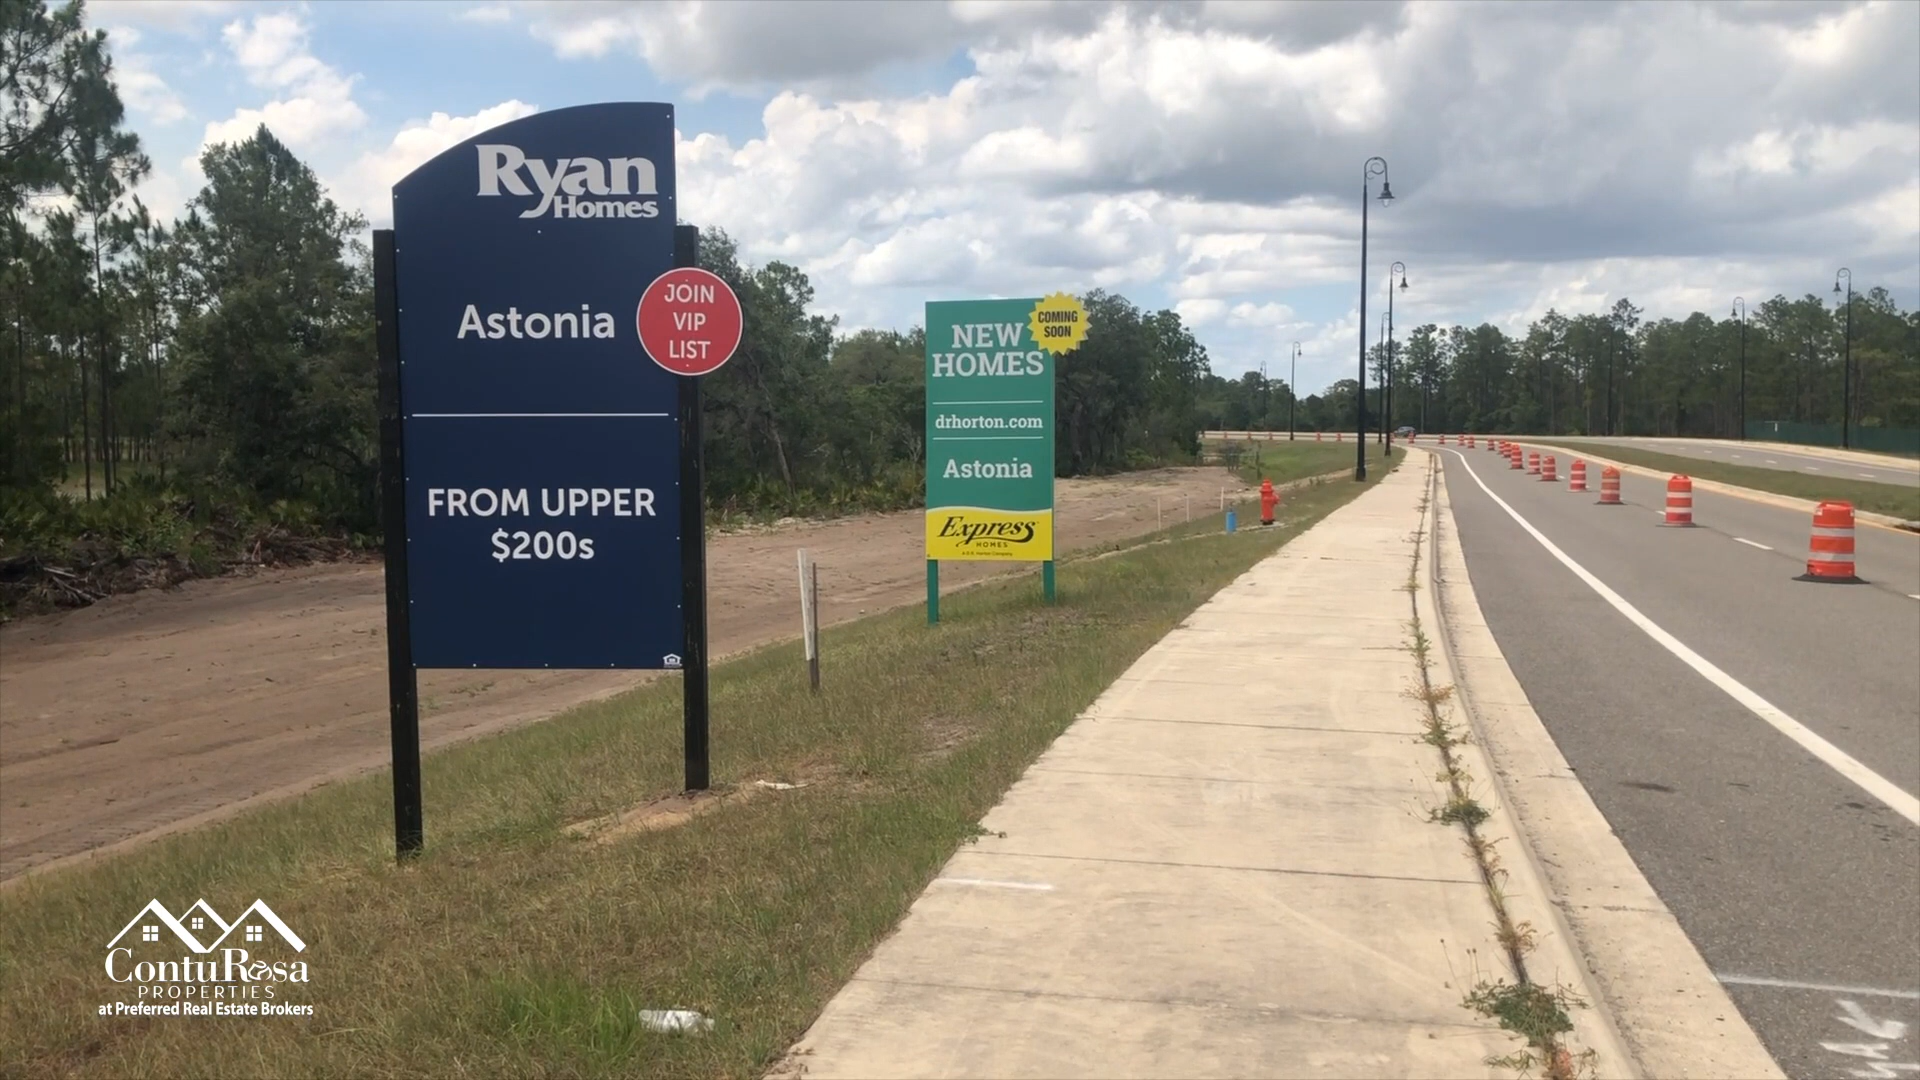 Ryan
Homes
Astonia
JOIN
VIP
LIST
FROM UPPER
$200s
COMING
SOON
NEW
HOMES
drhorton.com
Astonia
Express
HOMES
ContuRosa
PROPERTIES
at Preferred Real Estate Brokers